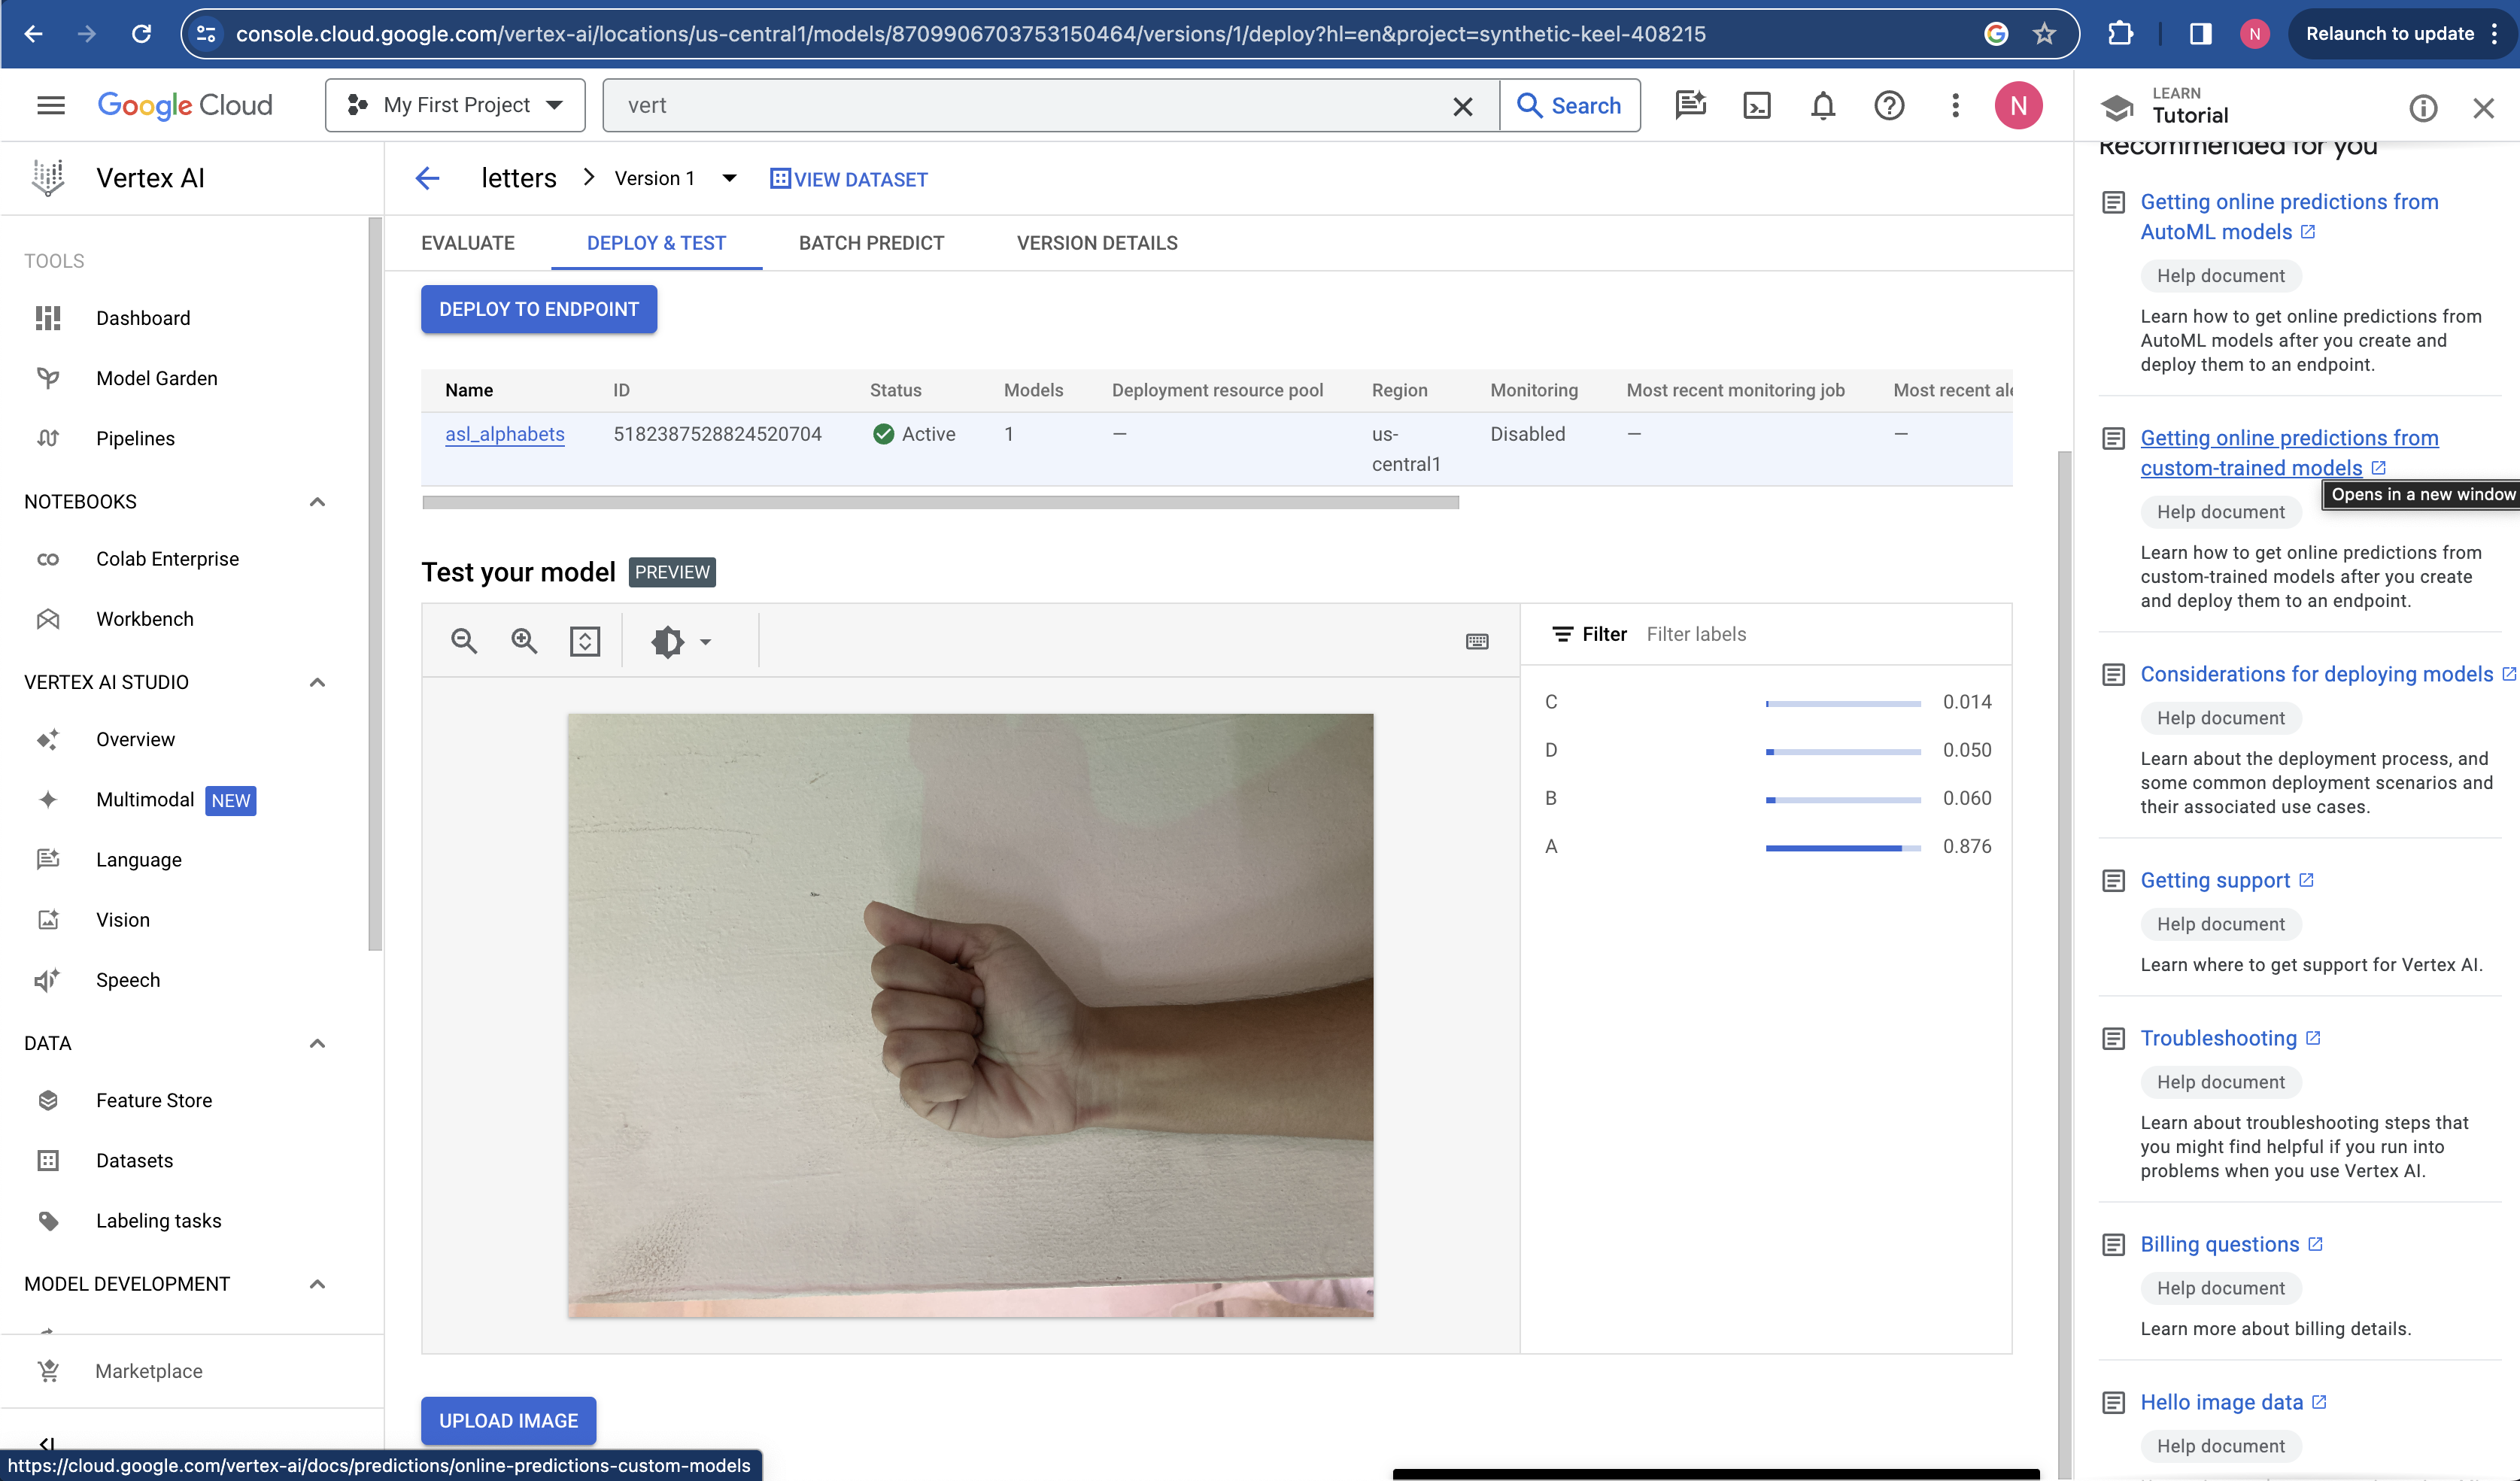 console.cloud.google.com/vertex-ai/locations/us-central1/models/8709906703753150464/versions/1/deploy?hl=en&project=synthetic-keel-408215
N
Relaunch to update
Google Cloud
My First Project
vert
Search
N
LEARN
Tutorial
Vertex AI
letters
Version 1
VIEW DATASET
EVALUATE
DEPLOY & TEST
BATCH PREDICT
VERSION DETAILS
TOOLS
Dashboard
Model Garden
Pipelines
NOTEBOOKS
Colab Enterprise
Workbench
VERTEX AI STUDIO
Overview
Multimodal NEW
Language
Vision
Speech
DATA
Feature Store
Datasets
Labeling tasks
MODEL DEVELOPMENT
Marketplace
DEPLOY TO ENDPOINT
Name ID Status Models Deployment resource pool Region Monitoring Most recent monitoring job Most recent
asl_alphabets 5182387528824520704 Active 1 — us- Disabled — —
central1
Test your model PREVIEW
Filter Filter labels
C 0.014
D 0.050
B 0.060
A 0.876
UPLOAD IMAGE
Recommended for you
Getting online predictions from
AutoML models
Help document
Learn how to get online predictions from
AutoML models after you create and
deploy them to an endpoint.
Getting online predictions from
custom-trained models
Opens in a new window
Help document
Learn how to get online predictions from
custom-trained models after you create
and deploy them to an endpoint.
Considerations for deploying models
Help document
Learn about the deployment process, and
some common deployment scenarios and
their associated use cases.
Getting support
Help document
Learn where to get support for Vertex AI.
Troubleshooting
Help document
Learn about troubleshooting steps that
you might find helpful if you run into
problems when you use Vertex AI.
Billing questions
Help document
Learn more about billing details.
Hello image data
Help document
https://cloud.google.com/vertex-ai/docs/predictions/online-predictions-custom-models